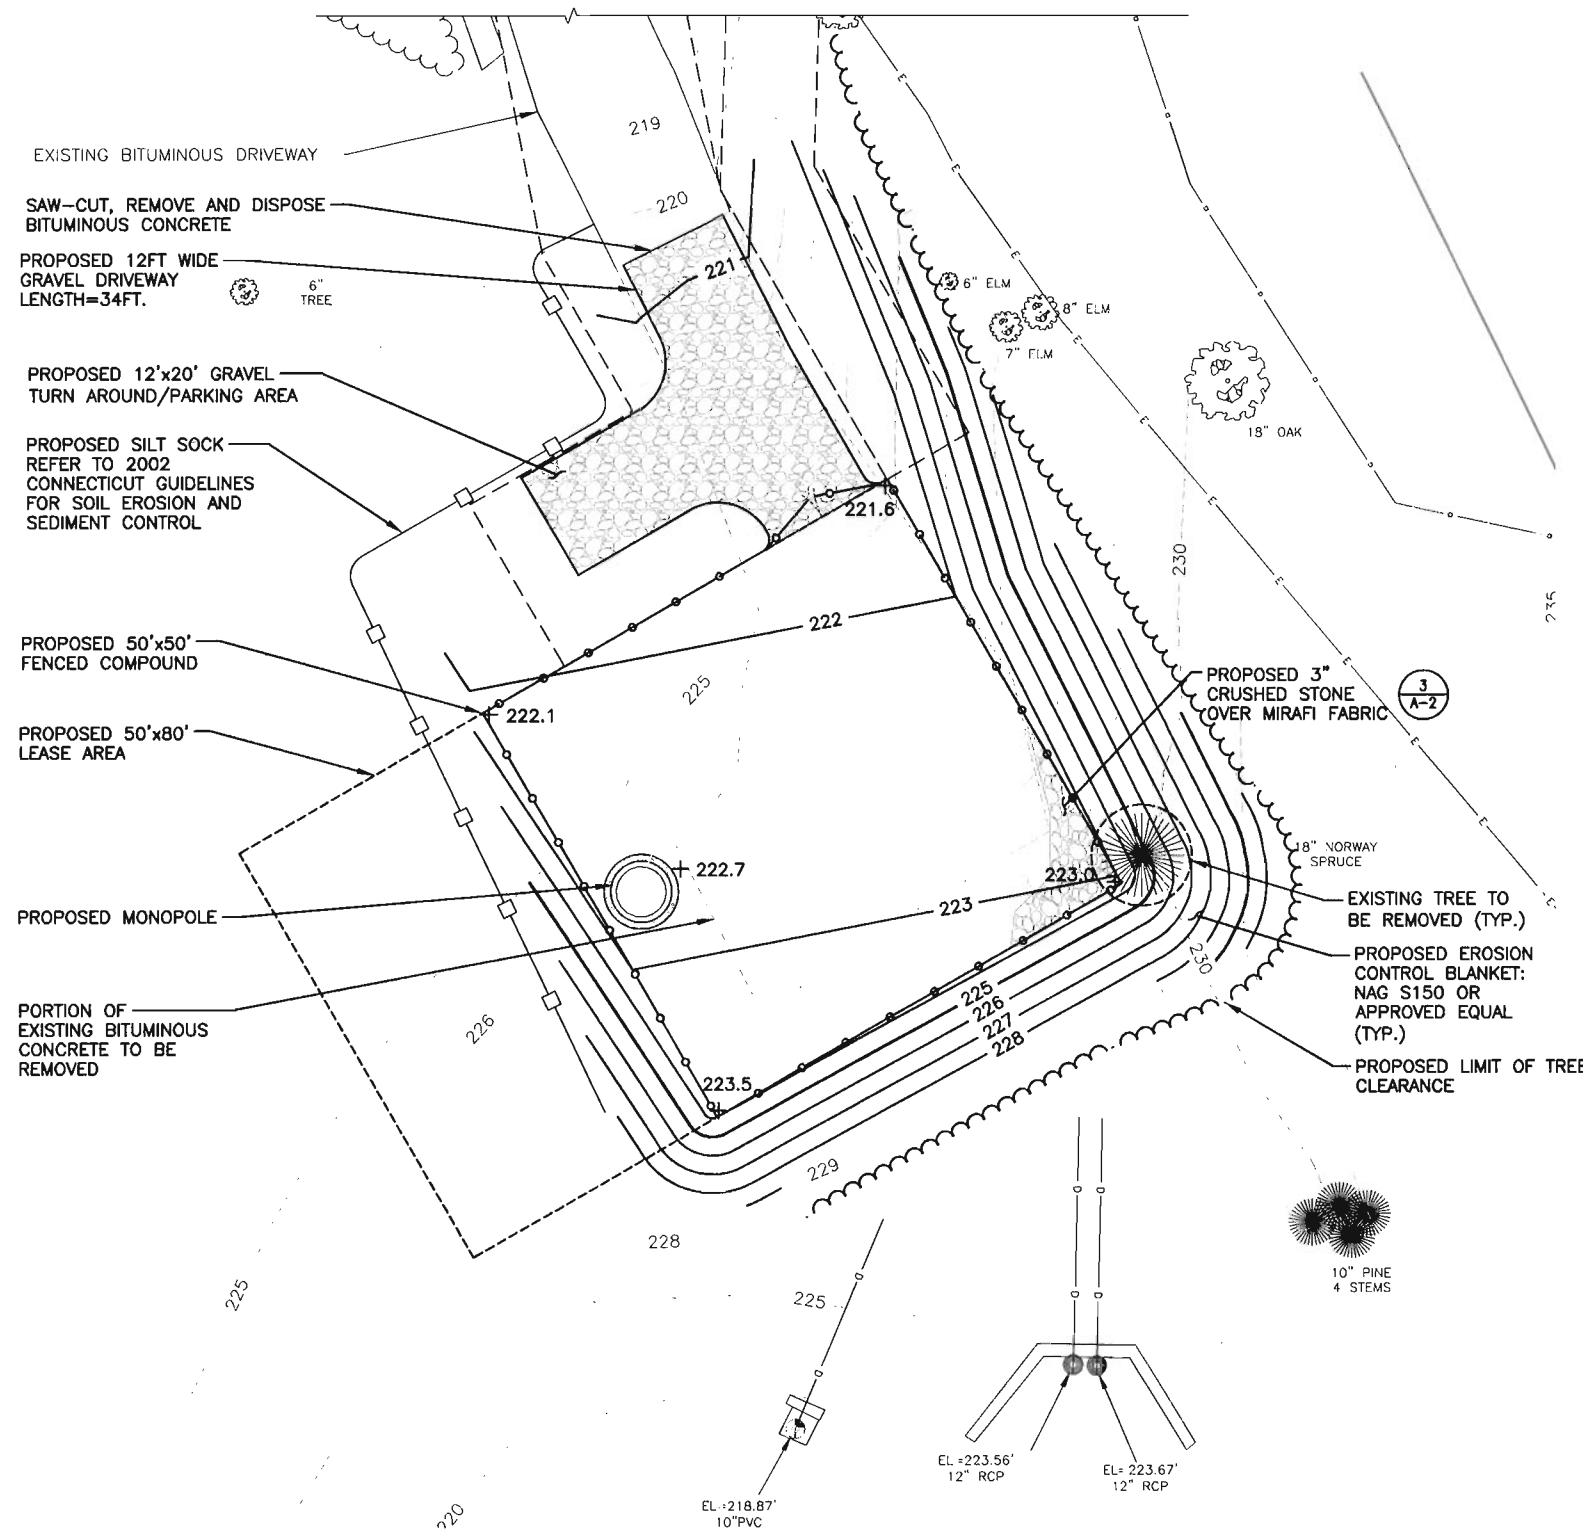 EXISTING BITUMINOUS DRIVEWAY
SAW-CUT, REMOVE AND DISPOSE
BITUMINOUS CONCRETE
PROPOSED 12FT WIDE
GRAVEL DRIVEWAY
LENGTH=34FT.
6"
TREE
PROPOSED 12'x20' GRAVEL
TURN AROUND/PARKING AREA
PROPOSED SILT SOCK
REFER TO 2002
CONNECTICUT GUIDELINES
FOR SOIL EROSION AND
SEDIMENT CONTROL
PROPOSED 50'x50'
FENCED COMPOUND
PROPOSED 50'x80'
LEASE AREA
PROPOSED MONOPOLE
PORTION OF
EXISTING BITUMINOUS
CONCRETE TO BE
REMOVED
219
220
221
221.6
222
222.1
225
222.7
223.0
223
223.5
225
226
227
228
226
229
228
225
225
220
6" ELM
8" ELM
7" ELM
18" OAK
230
235
PROPOSED 3"
CRUSHED STONE
OVER MIRAFI FABRIC
3
A-2
18" NORWAY
SPRUCE
EXISTING TREE TO
BE REMOVED (TYP.)
230
PROPOSED EROSION
CONTROL BLANKET:
NAG S150 OR
APPROVED EQUAL
(TYP.)
PROPOSED LIMIT OF TREE
CLEARANCE
10" PINE
4 STEMS
EL=223.56'
12" RCP
EL=223.67'
12" RCP
EL=218.87'
10"PVC
E
E
E
E
E
E
E
E
E
E
D
D
D
D
D
D